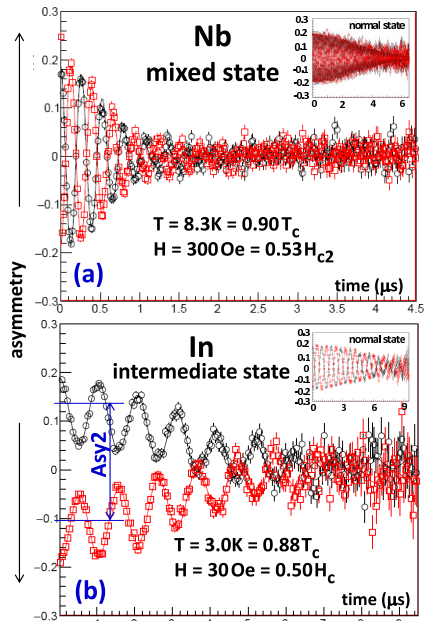 Nb
mixed state
normal state
0.2
0.1
0
-0.1
-0.2
-0.3
0 2 4 6
0.3
0.2
0.1
0
-0.1
-0.2
-0.3
T = 8.3K = 0.90Tc
H = 300Oe = 0.53Hc2
(a)
time (μs)
0 0.5 1 1.5 2 2.5 3 3.5 4 4.5
asymmetry
In
intermediate state
normal state
0.3
0.2
0.1
0
-0.1
-0.2
-0.3
0 3 6 9
0.3
0.2
0.1
0
-0.1
-0.2
-0.3
Asy2
T = 3.0K = 0.88Tc
H = 30Oe = 0.50Hc
(b)
time (μs)